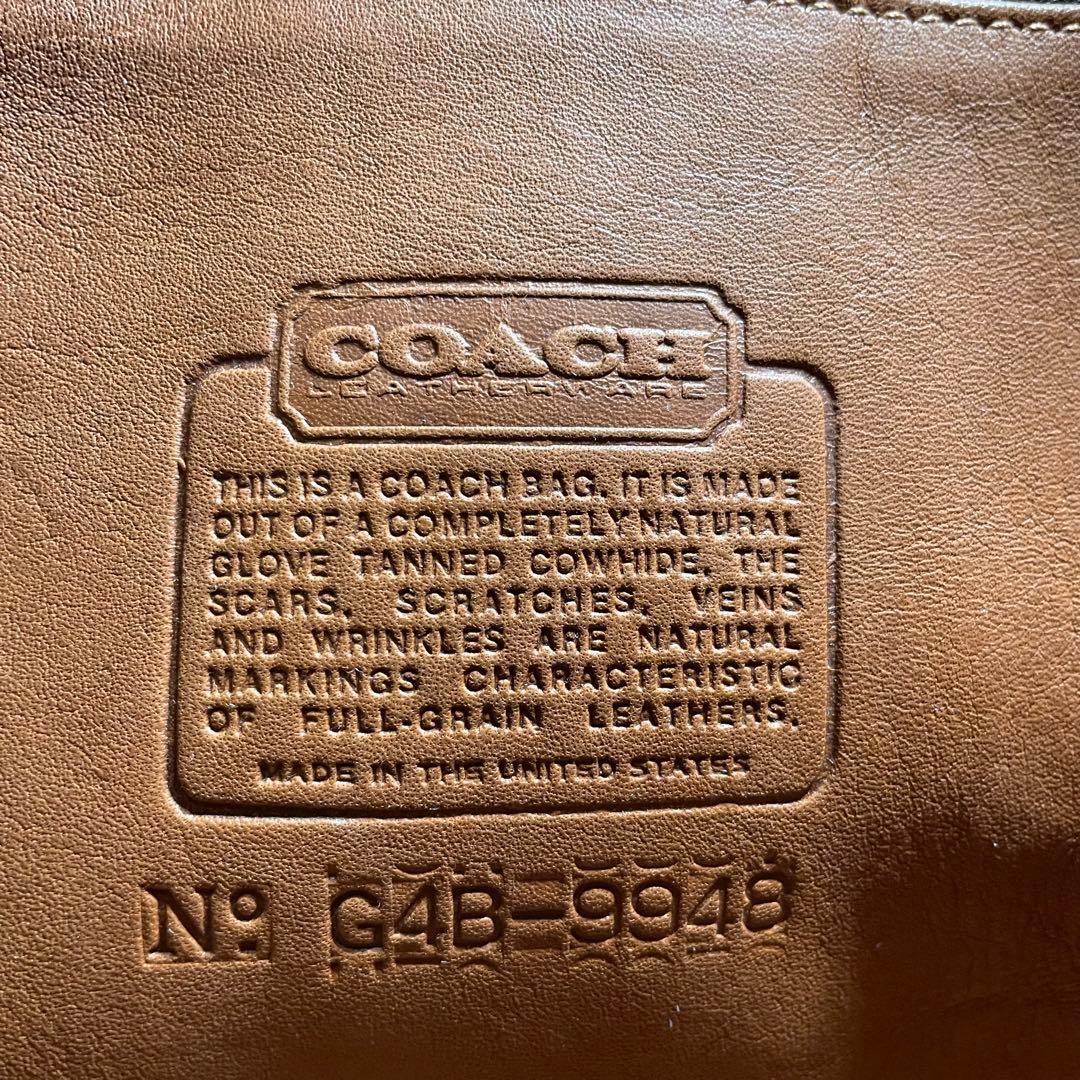 COACH
LEATHERWARE
THIS IS A COACH BAG. IT IS MADE
OUT OF A COMPLETELY NATURAL
GLOVE TANNED COWHIDE. THE
SCARS, SCRATCHES, VEINS
AND WRINKLES ARE NATURAL
MARKINGS CHARACTERISTIC
OF FULL-GRAIN LEATHERS.
MADE IN THE UNITED STATES
Nº G4B-9948